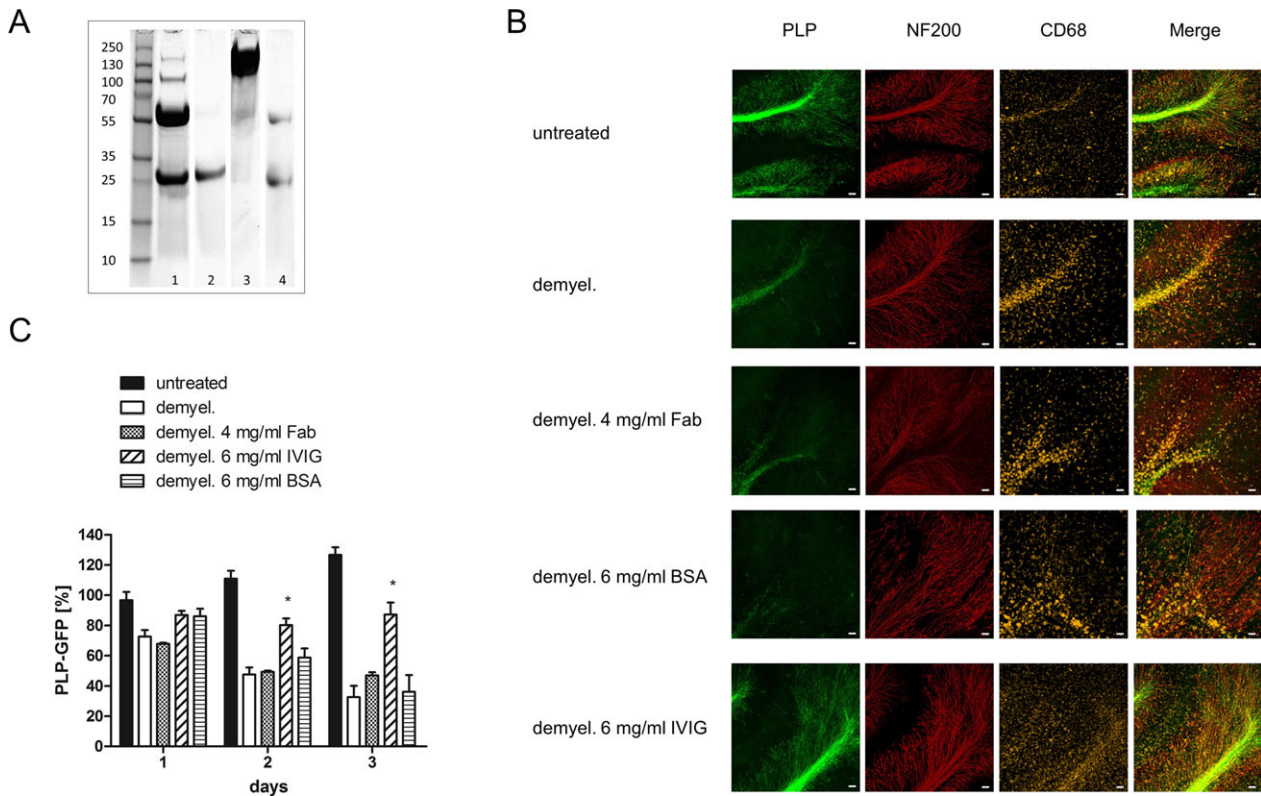 A
250
130
100
70
55
35
25
15
10
1 2 3 4
B
PLP NF200 CD68 Merge
untreated
demyel.
demyel. 4 mg/ml Fab
demyel. 6 mg/ml BSA
demyel. 6 mg/ml IVIG
C
untreated
demyel.
demyel. 4 mg/ml Fab
demyel. 6 mg/ml IVIG
demyel. 6 mg/ml BSA
PLP-GFP [%]
140
120
100
80
60
40
20
0
* *
1 2 3
days